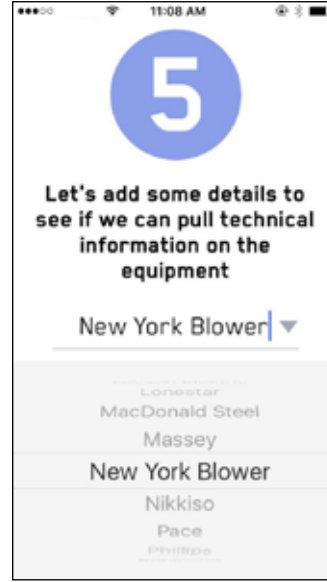 11:08 AM
5
Let's add some details to
see if we can pull technical
information on the
equipment
New York Blower
Lonestar
MacDonald Steel
Massey
New York Blower
Nikkiso
Pace
Phillips